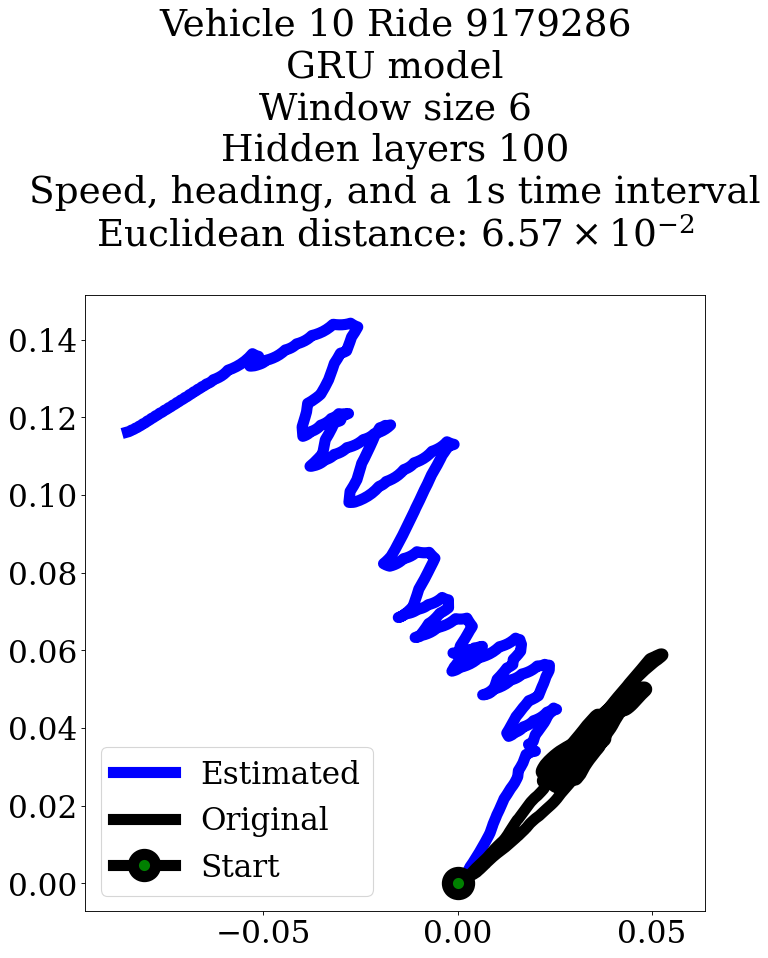 Vehicle 10 Ride 9179286
GRU model
Window size 6
Hidden layers 100
Speed, heading, and a 1s time interval
Euclidean distance: 6.57 × 10⁻²
0.14
0.12
0.10
0.08
0.06
0.04
0.02
0.00
Estimated
Original
Start
−0.05 0.00 0.05